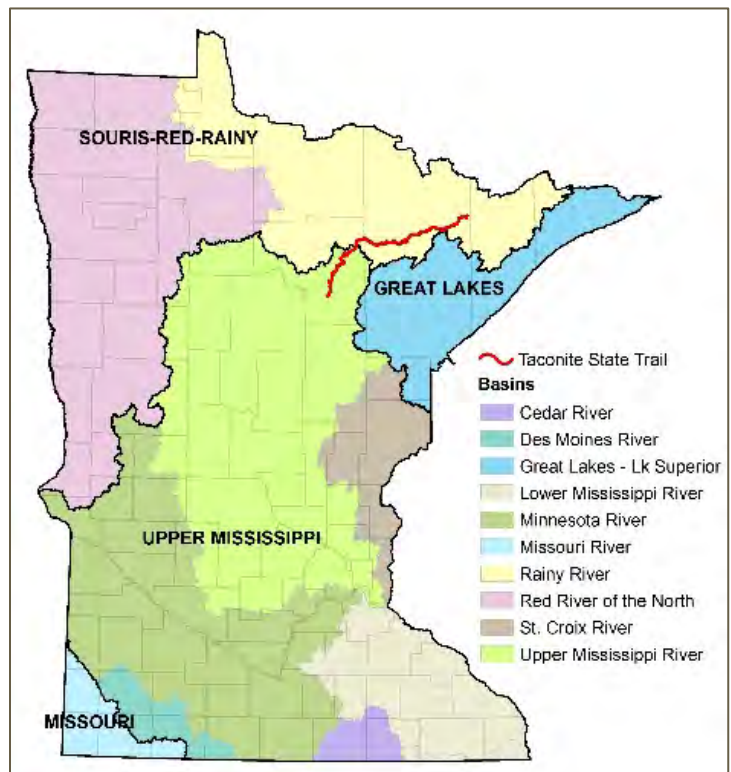 SOURIS-RED-RAINY
GREAT LAKES
UPPER MISSISSIPPI
MISSOURI
Taconite State Trail
Basins
Cedar River
Des Moines River
Great Lakes - Lk Superior
Lower Mississippi River
Minnesota River
Missouri River
Rainy River
Red River of the North
St. Croix River
Upper Mississippi River